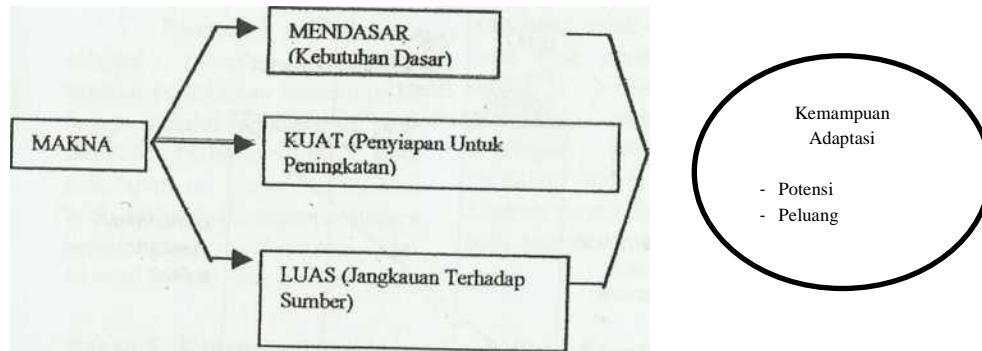 MENDASAR
(Kebutuhan Dasar)
MAKNA
KUAT (Penyiapan Untuk
Peningkatan)
LUAS (Jangkauan Terhadap
Sumber)
Kemampuan
Adaptasi
- Potensi
- Peluang